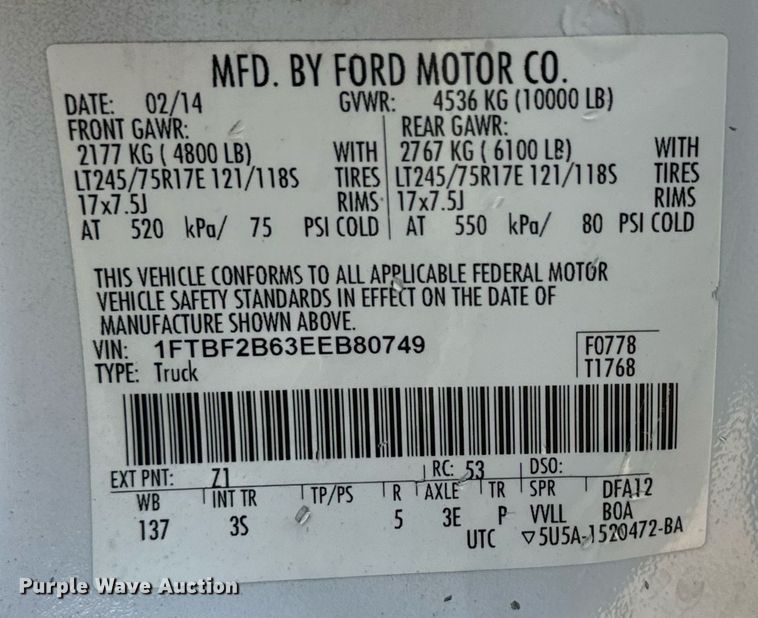 MFD. BY FORD MOTOR CO.
DATE: 02/14 GVWR: 4536 KG (10000 LB)
FRONT GAWR: REAR GAWR:
2177 KG ( 4800 LB) WITH 2767 KG ( 6100 LB) WITH
LT245/75R17E 121/118S TIRES LT245/75R17E 121/118S TIRES
17x7.5J RIMS 17x7.5J RIMS
AT 520 kPa/ 75 PSI COLD AT 550 kPa/ 80 PSI COLD
THIS VEHICLE CONFORMS TO ALL APPLICABLE FEDERAL MOTOR
VEHICLE SAFETY STANDARDS IN EFFECT ON THE DATE OF
MANUFACTURE SHOWN ABOVE.
VIN: 1FTBF2B63EEB80749 F0778
TYPE: Truck T1768
EXT PNT: Z1 RC: 53 DSO:
WB INT TR TP/PS R AXLE TR SPR DFA12
137 3S 5 3E P VVLL BOA
UTC ▽5U5A-1520472-BA
Purple Wave Auction